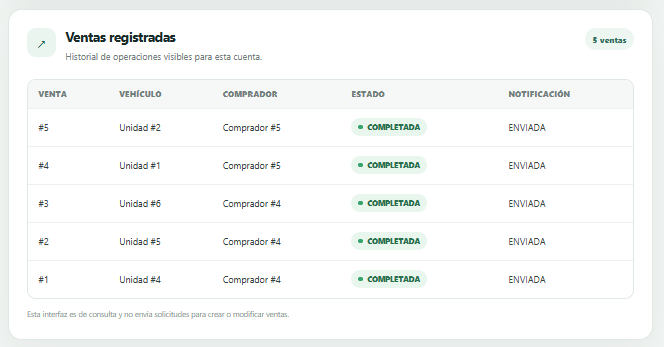 Ventas registradas
Historial de operaciones visibles para esta cuenta.
5 ventas
VENTA VEHÍCULO COMPRADOR ESTADO NOTIFICACIÓN
#5 Unidad #2 Comprador #5 COMPLETADA ENVIADA
#4 Unidad #1 Comprador #5 COMPLETADA ENVIADA
#3 Unidad #6 Comprador #4 COMPLETADA ENVIADA
#2 Unidad #5 Comprador #4 COMPLETADA ENVIADA
#1 Unidad #4 Comprador #4 COMPLETADA ENVIADA
Esta interfaz es de consulta y no envía solicitudes para crear o modificar ventas.